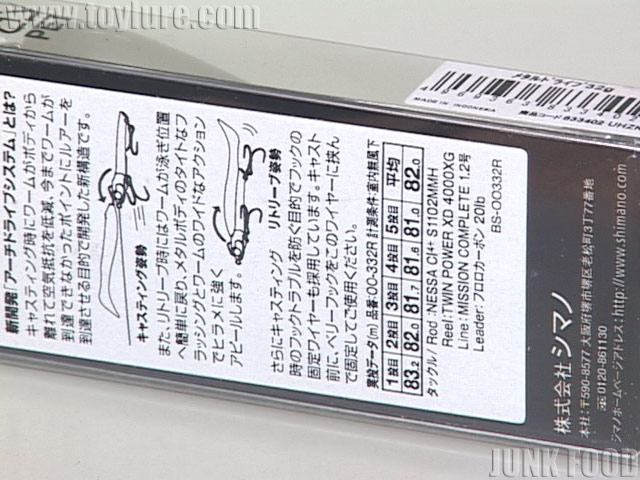 www.toylure.com
新開発「アーチドライブシステム」とは?
キャスティング時にワームがボディから
離れて空気抵抗を低減、今までワームが
到達できなかったポイントにルアーを
到達させる目的で開発した新構造です。
キャスティング姿勢
また、リトリーブ時にはワームが泳ぎ位置
へ簡単に戻り、メタルボディのタイトなフ
ラッシングとワームのワイドなアクション
でヒラメに強く
アピールします。
リトリーブ姿勢
さらにキャスティング
時のフックトラブルを防ぐ目的でフックの
固定ワイヤーも採用しています。キャスト
前に、ベリーフックをこのワイヤーに挟ん
で固定してご使用ください。
実投データ(m) 品番:OO-332R 計測条件:室内無風下
1投目 2投目 3投目 4投目 5投目 平均
83.2 82.0 81.7 81.6 81.0 82.0
タックル/ Rod:NESSA CI4+ S1102MMH
Reel:TWIN POWER XD 4000XG
Line:MISSION COMPLETE 1.2号
Leader:フロロカーボン 20lb
BS-OO332R
株式会社 シマノ
本社:〒590-8577 大阪府堺市堺区老松町3丁77番地
0120-861130
シマノホームページアドレス:http://www.shimano.com
メタルドライブ 32g
MADE IN INDONESIA
商品コード
JUNK FOOD